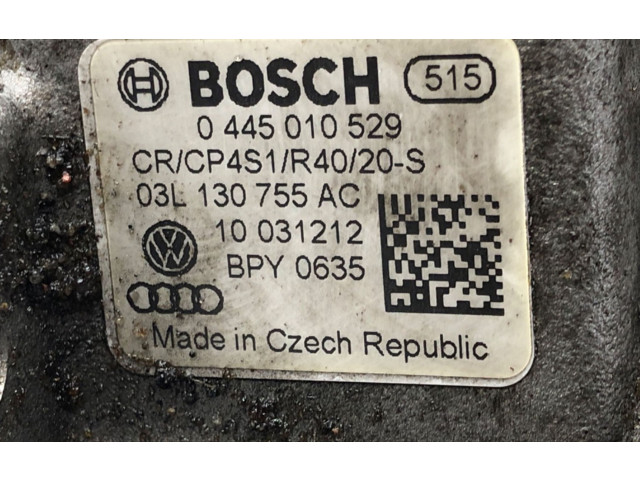 BOSCH 515
0 445 010 529
CR/CP4S1/R40/20-S
03L 130 755 AC
10 031212
BPY 0635
Made in Czech Republic